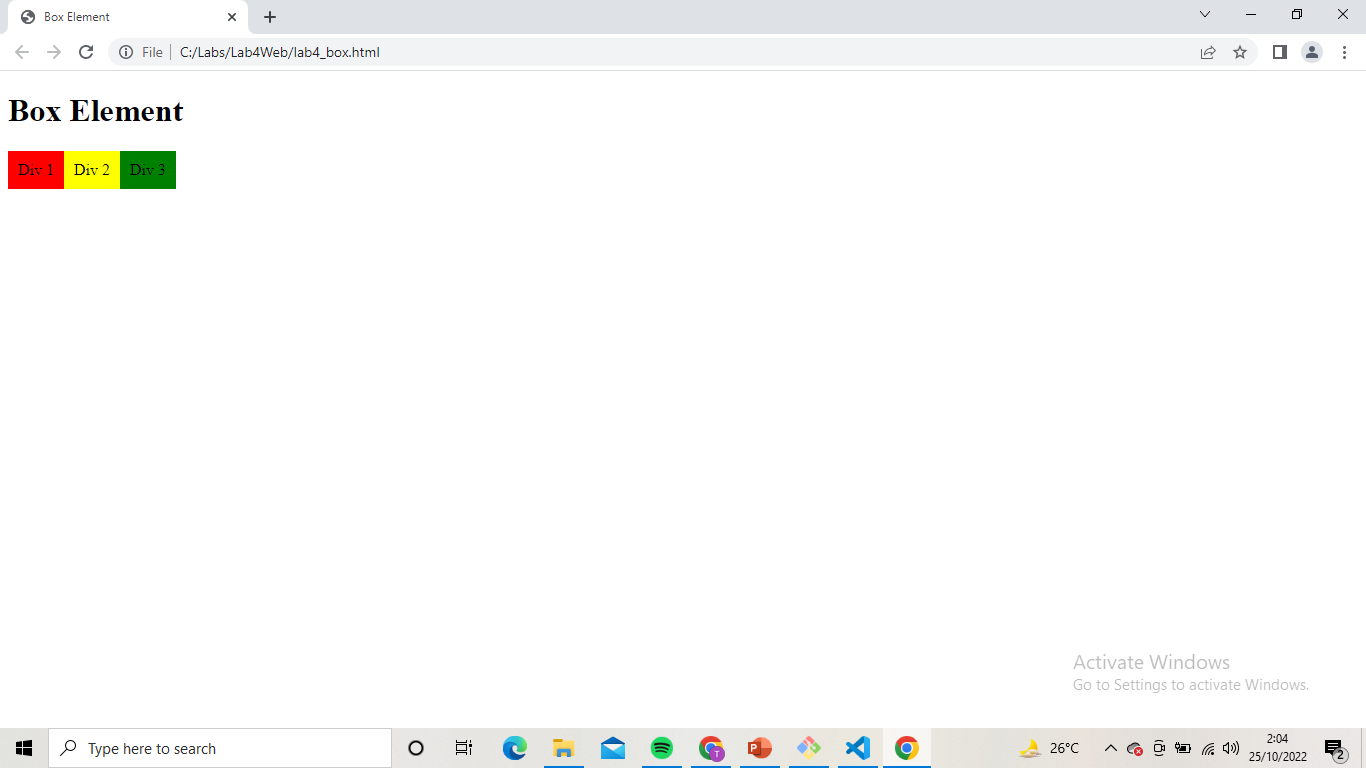 Box Element
File C:/Labs/Lab4Web/lab4_box.html
Box Element
Div 1 Div 2 Div 3
Activate Windows
Go to Settings to activate Windows.
Type here to search
T
P
26°C
2:04
25/10/2022
2